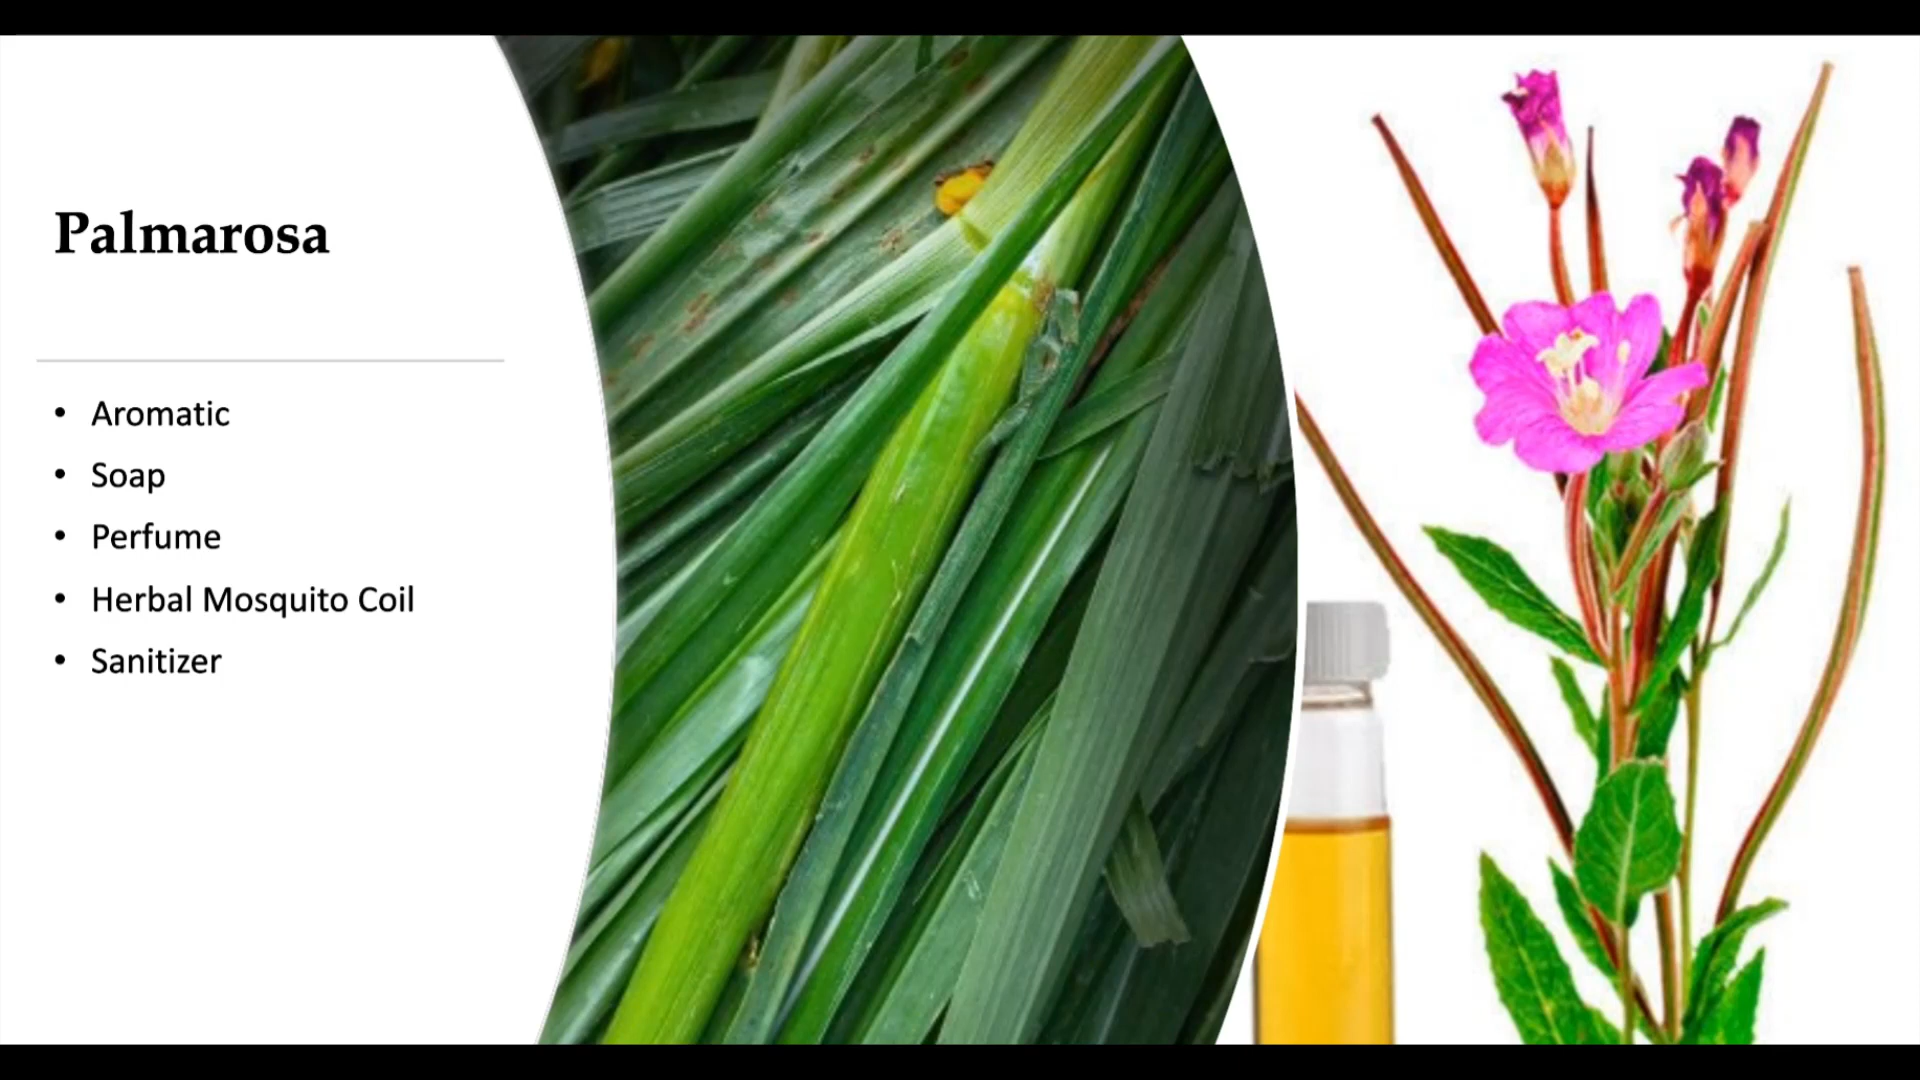 Palmarosa
• Aromatic
• Soap
• Perfume
• Herbal Mosquito Coil
• Sanitizer